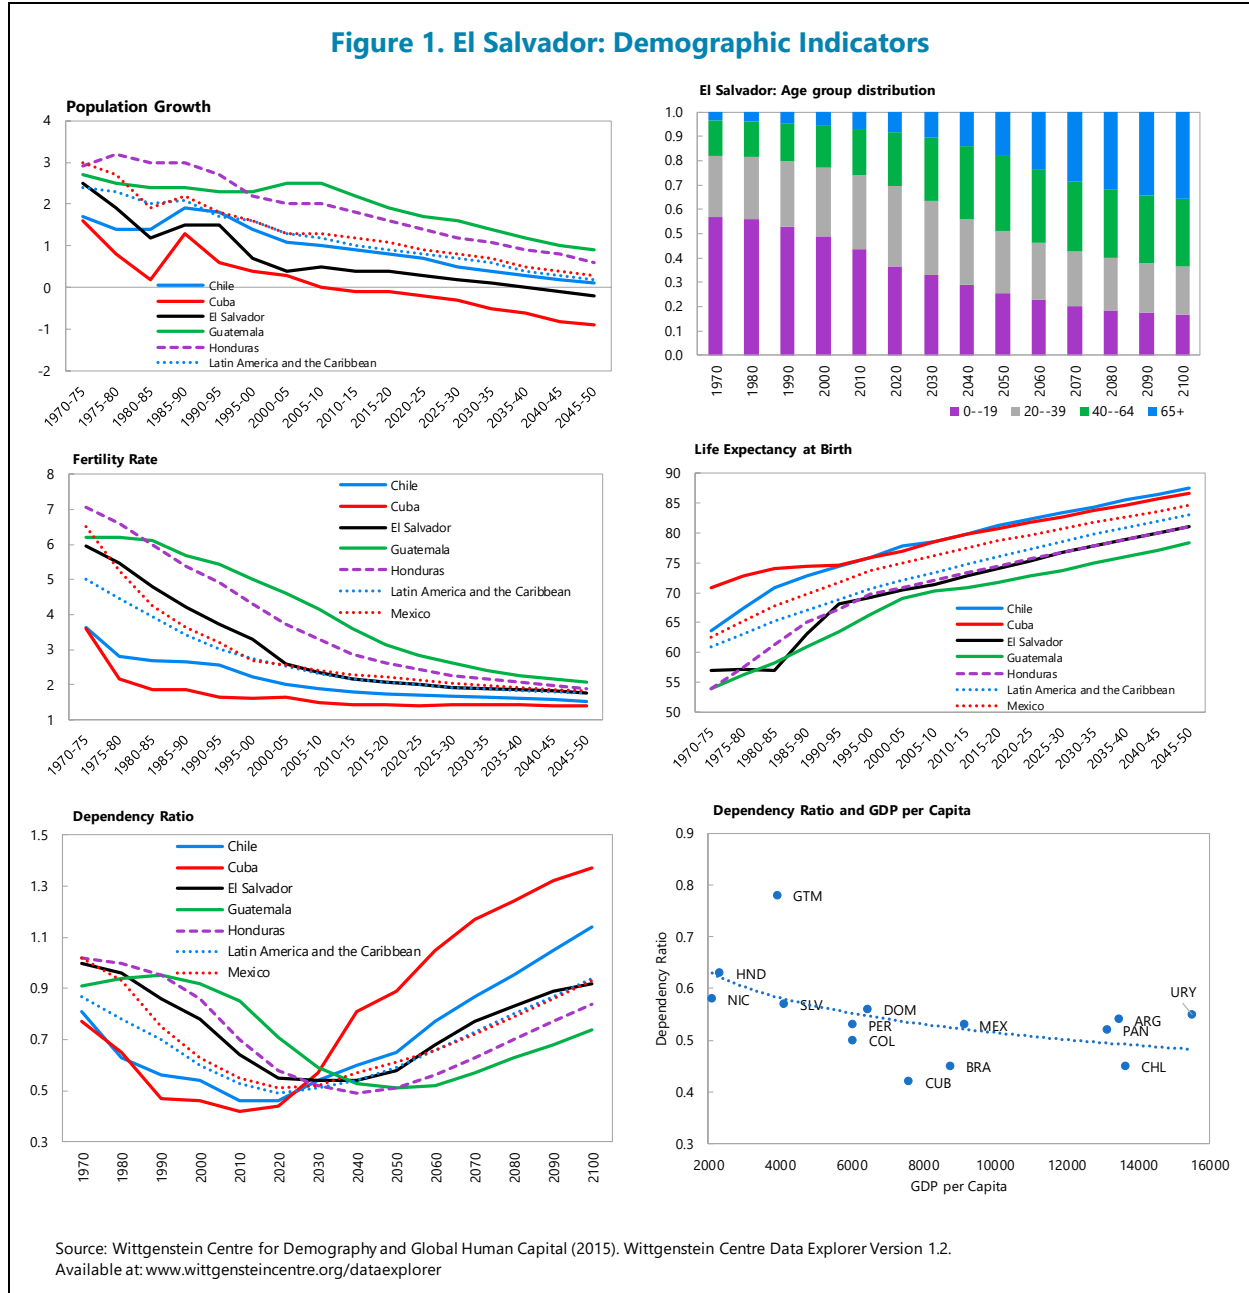 Figure 1. El Salvador: Demographic Indicators
Population Growth
4
3
2
1
0
-1
-2
Chile
Cuba
El Salvador
Guatemala
Honduras
Latin America and the Caribbean
1970-75
1975-80
1980-85
1985-90
1990-95
1995-00
2000-05
2005-10
2010-15
2015-20
2020-25
2025-30
2030-35
2035-40
2040-45
2045-50
El Salvador: Age group distribution
1.0
0.9
0.8
0.7
0.6
0.5
0.4
0.3
0.2
0.1
0.0
1970
1980
1990
2000
2010
2020
2030
2040
2050
2060
2070
2080
2090
2100
0--19
20--39
40--64
65+
Fertility Rate
8
7
6
5
4
3
2
1
Chile
Cuba
El Salvador
Guatemala
Honduras
Latin America and the Caribbean
Mexico
1970-75
1975-80
1980-85
1985-90
1990-95
1995-00
2000-05
2005-10
2010-15
2015-20
2020-25
2025-30
2030-35
2035-40
2040-45
2045-50
Life Expectancy at Birth
90
85
80
75
70
65
60
55
50
Chile
Cuba
El Salvador
Guatemala
Honduras
Latin America and the Caribbean
Mexico
1970-75
1975-80
1980-85
1985-90
1990-95
1995-00
2000-05
2005-10
2010-15
2015-20
2020-25
2025-30
2030-35
2035-40
2040-45
2045-50
Dependency Ratio
1.5
1.3
1.1
0.9
0.7
0.5
0.3
Chile
Cuba
El Salvador
Guatemala
Honduras
Latin America and the Caribbean
Mexico
1970
1980
1990
2000
2010
2020
2030
2040
2050
2060
2070
2080
2090
2100
Dependency Ratio and GDP per Capita
Dependency Ratio
0.9
0.8
0.7
0.6
0.5
0.4
0.3
GTM
HND
NIC
SLV
DOM
PER
COL
CUB
BRA
MEX
URY
ARG
PAN
CHL
2000
4000
6000
8000
10000
12000
14000
16000
GDP per Capita
Source: Wittgenstein Centre for Demography and Global Human Capital (2015). Wittgenstein Centre Data Explorer Version 1.2.
Available at: www.wittgensteincentre.org/dataexplorer